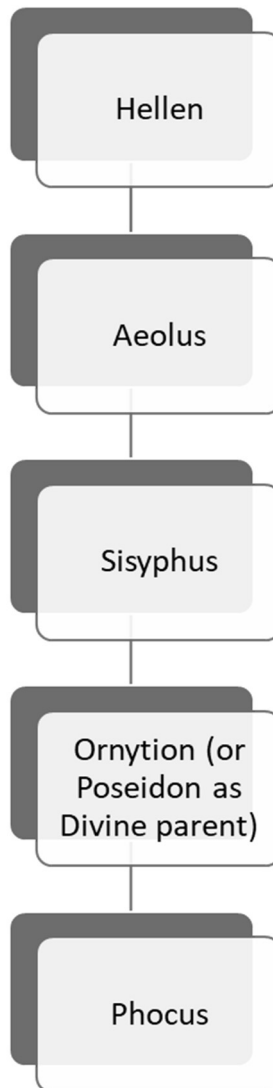 Hellen
Aeolus
Sisyphus
Ornytion (or
Poseidon as
Divine parent)
Phocus